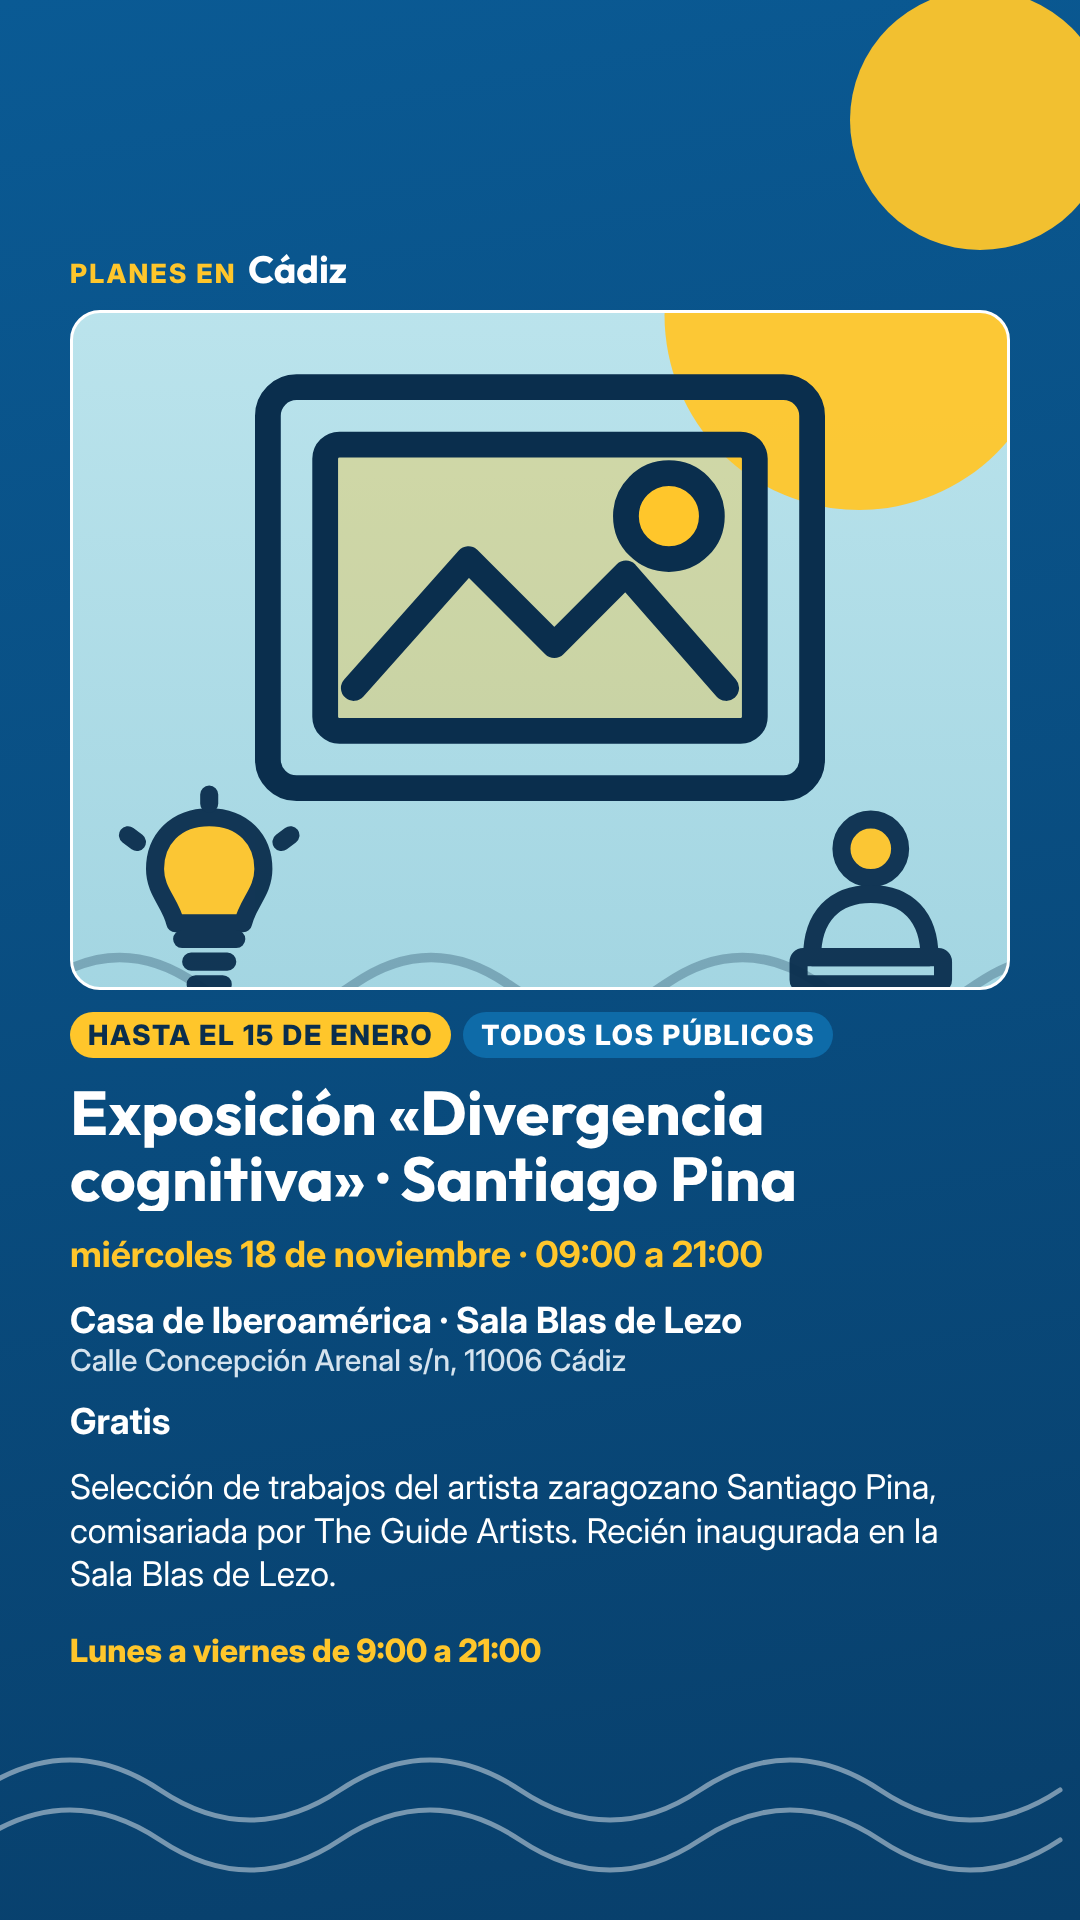 PLANES EN Cádiz
HASTA EL 15 DE ENERO TODOS LOS PÚBLICOS
Exposición «Divergencia
cognitiva» · Santiago Pina
miércoles 18 de noviembre · 09:00 a 21:00
Casa de Iberoamérica · Sala Blas de Lezo
Calle Concepción Arenal s/n, 11006 Cádiz
Gratis
Selección de trabajos del artista zaragozano Santiago Pina,
comisariada por The Guide Artists. Recién inaugurada en la
Sala Blas de Lezo.
Lunes a viernes de 9:00 a 21:00